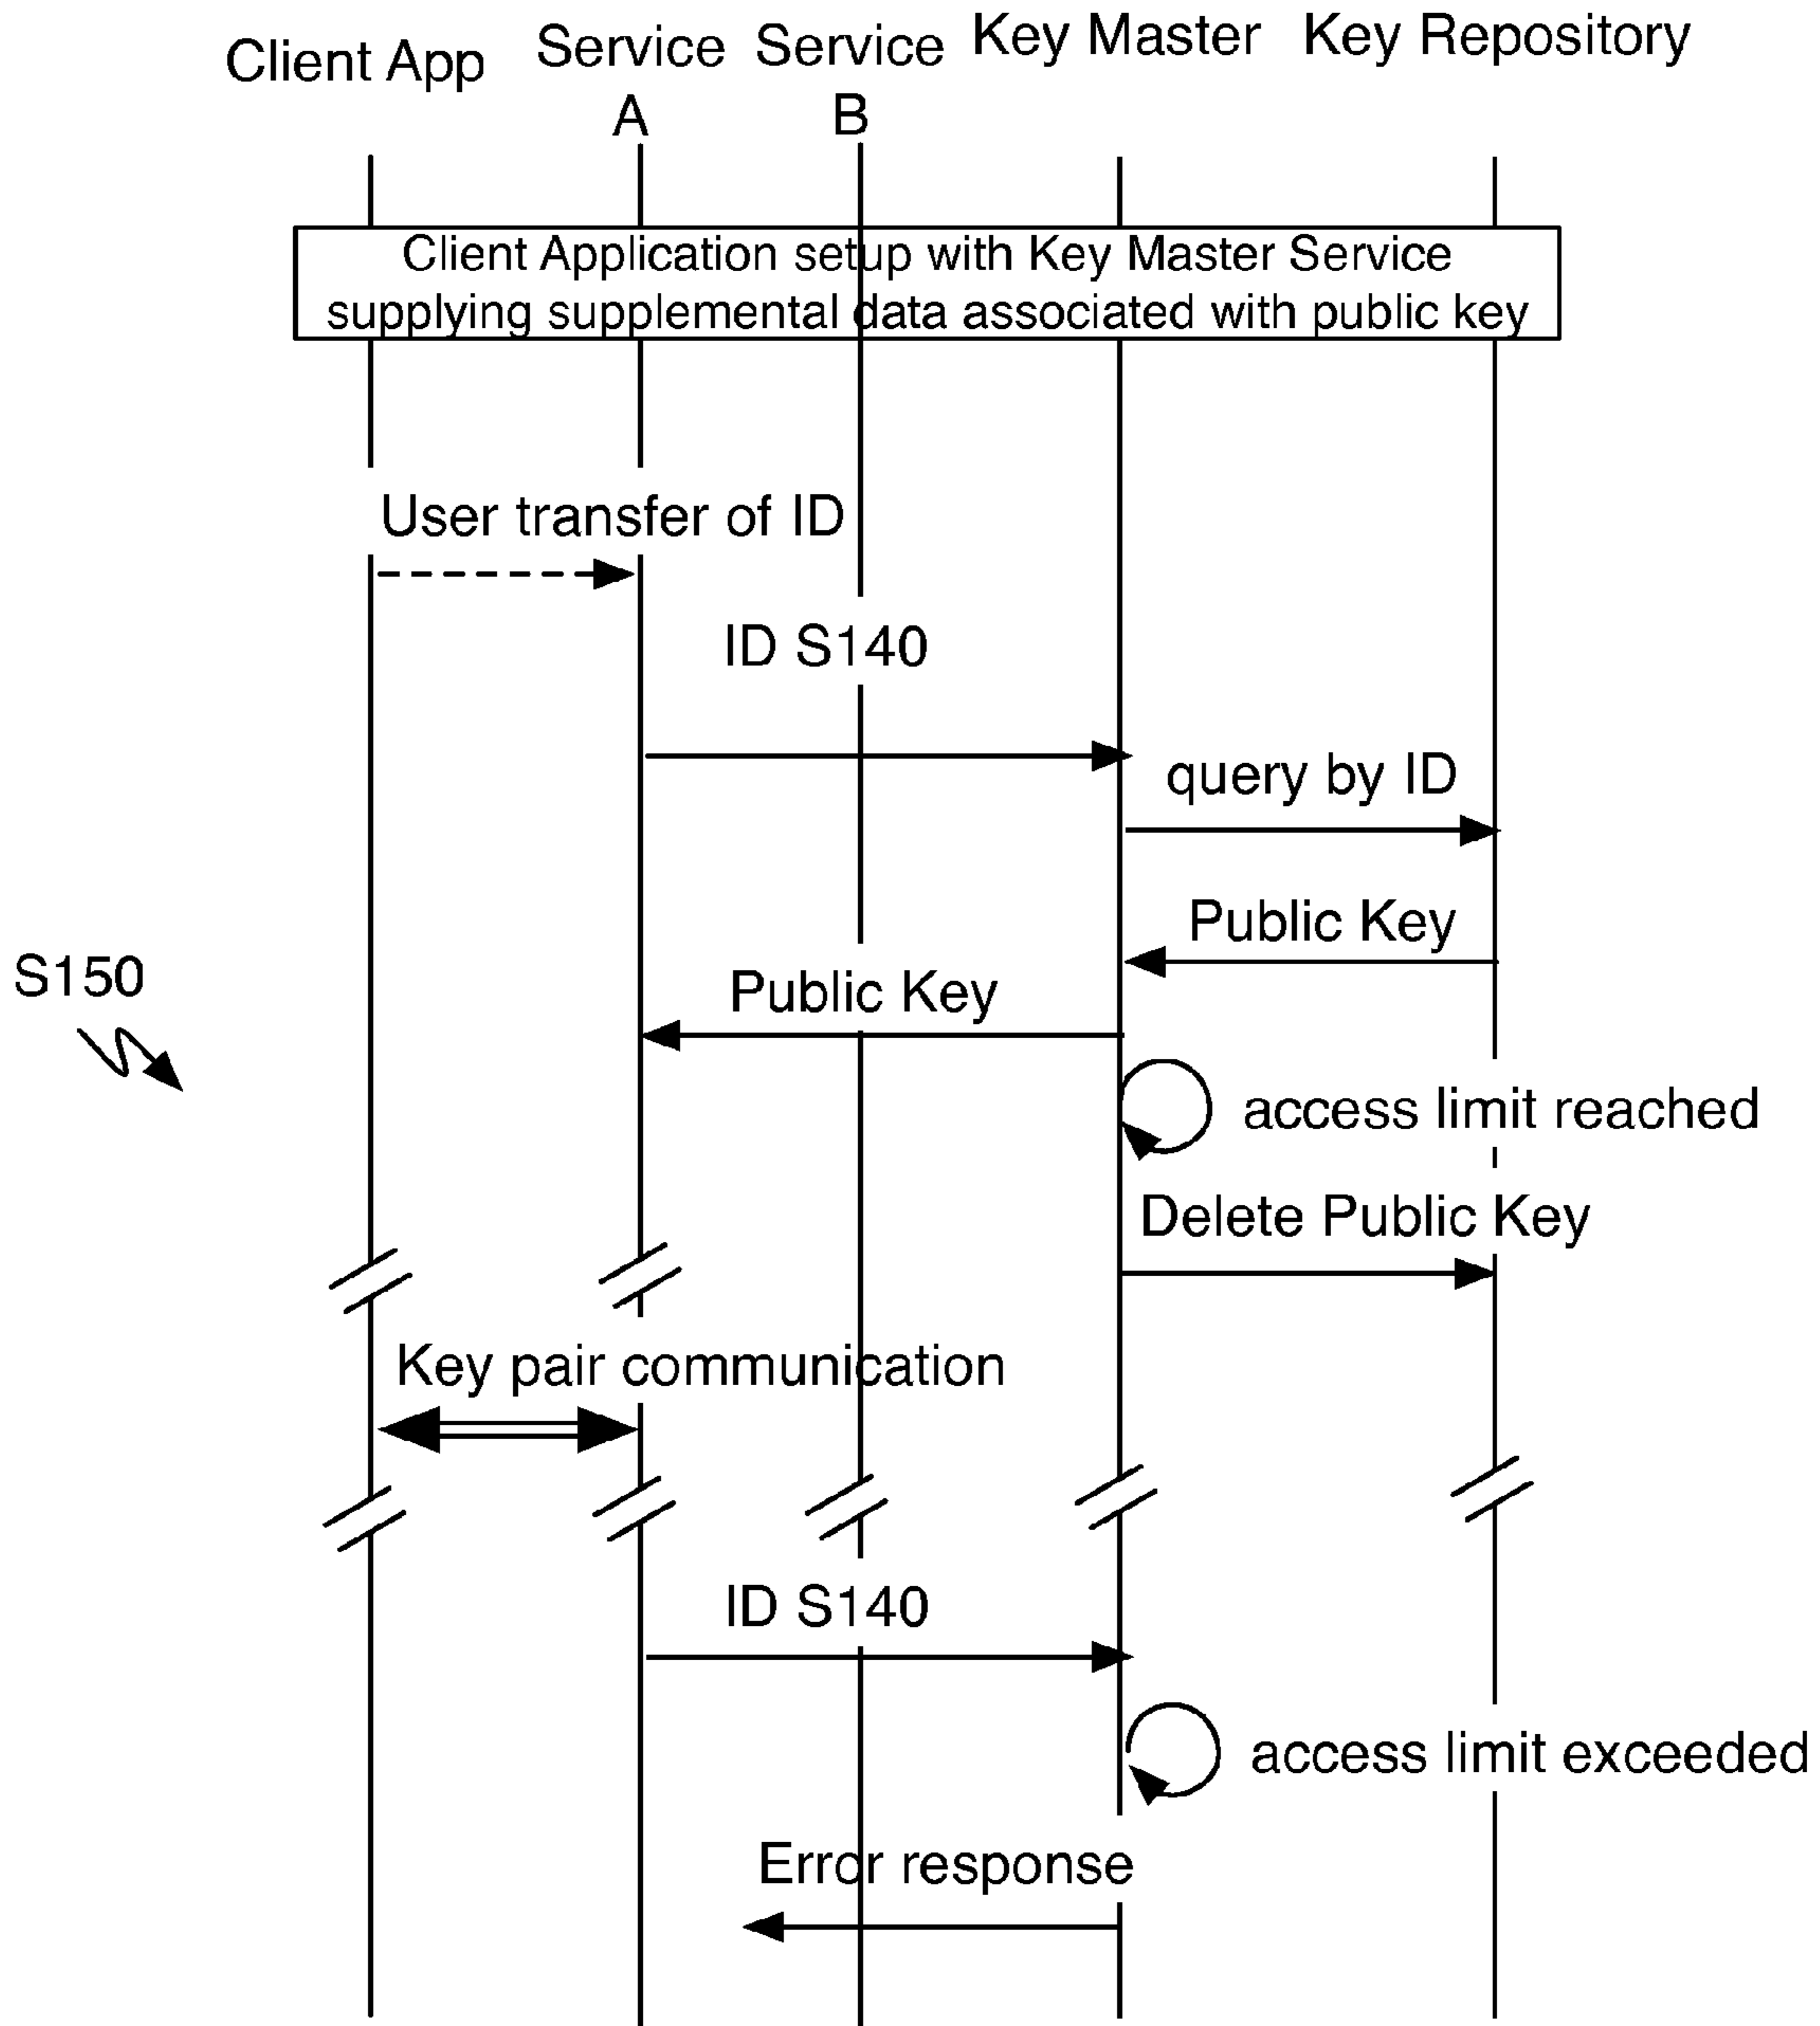 Client App
Service
A
Service
B
Key Master
Key Repository
Client Application setup with Key Master Service
supplying supplemental data associated with public key
User transfer of ID
ID S140
query by ID
Public Key
S150
Public Key
access limit reached
Delete Public Key
Key pair communication
ID S140
access limit exceeded
Error response